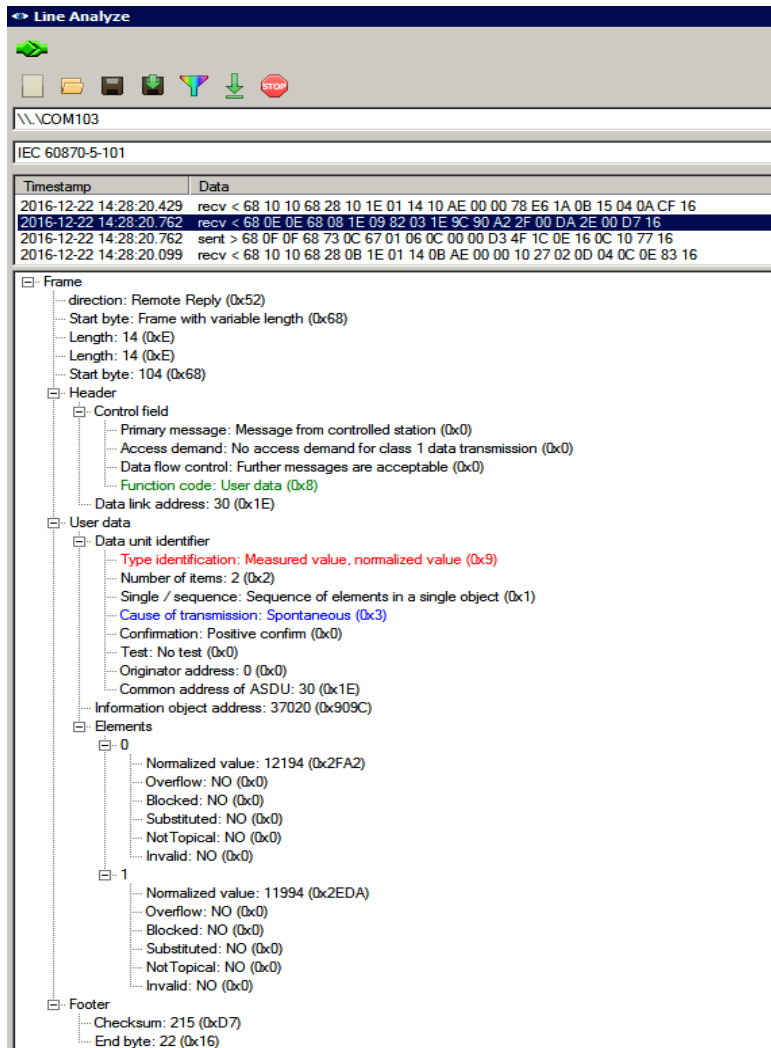 Line Analyze
STOP
\\.\COM103
IEC 60870-5-101
Timestamp Data
2016-12-22 14:28:20.429 recv < 68 10 10 68 28 10 1E 01 14 10 AE 00 00 78 E6 1A 0B 15 04 0A CF 16
2016-12-22 14:28:20.762 recv < 68 0E 0E 68 08 1E 09 82 03 1E 9C 90 A2 2F 00 DA 2E 00 D7 16
2016-12-22 14:28:20.762 sent > 68 0F 0F 68 73 0C 67 01 06 0C 00 00 D3 4F 1C 0E 16 0C 10 77 16
2016-12-22 14:28:20.099 recv < 68 10 10 68 28 0B 1E 01 14 0B AE 00 00 10 27 02 0D 04 0C 0E 83 16
Frame
direction: Remote Reply (0x52)
Start byte: Frame with variable length (0x68)
Length: 14 (0xE)
Length: 14 (0xE)
Start byte: 104 (0x68)
Header
Control field
Primary message: Message from controlled station (0x0)
Access demand: No access demand for class 1 data transmission (0x0)
Data flow control: Further messages are acceptable (0x0)
Function code: User data (0x8)
Data link address: 30 (0x1E)
User data
Data unit identifier
Type identification: Measured value, normalized value (0x9)
Number of items: 2 (0x2)
Single / sequence: Sequence of elements in a single object (0x1)
Cause of transmission: Spontaneous (0x3)
Confirmation: Positive confirm (0x0)
Test: No test (0x0)
Originator address: 0 (0x0)
Common address of ASDU: 30 (0x1E)
Information object address: 37020 (0x909C)
Elements
0
Normalized value: 12194 (0x2FA2)
Overflow: NO (0x0)
Blocked: NO (0x0)
Substituted: NO (0x0)
NotTopical: NO (0x0)
Invalid: NO (0x0)
1
Normalized value: 11994 (0x2EDA)
Overflow: NO (0x0)
Blocked: NO (0x0)
Substituted: NO (0x0)
NotTopical: NO (0x0)
Invalid: NO (0x0)
Footer
Checksum: 215 (0xD7)
End byte: 22 (0x16)